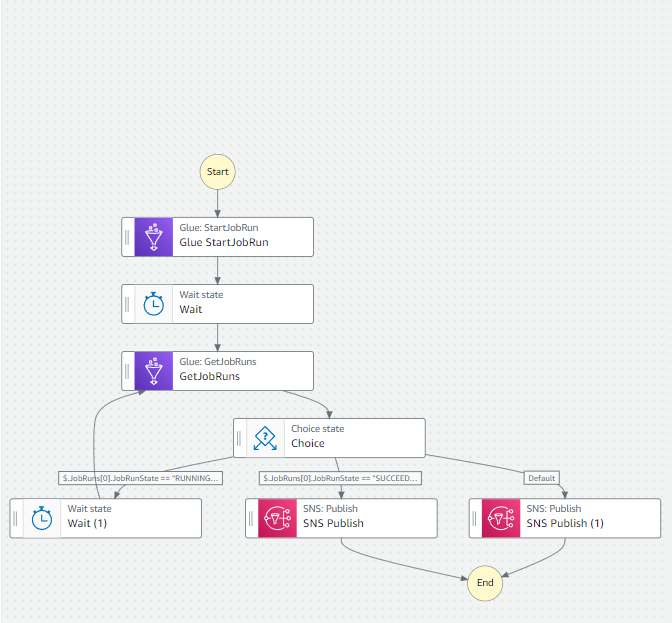 Start
Glue: StartJobRun
Glue StartJobRun
Wait state
Wait
Glue: GetJobRuns
GetJobRuns
Choice state
Choice
$.JobRuns[0].JobRunState == "RUNNING...
$.JobRuns[0].JobRunState == "SUCCEED...
Default
Wait state
Wait (1)
SNS: Publish
SNS Publish
SNS: Publish
SNS Publish (1)
End